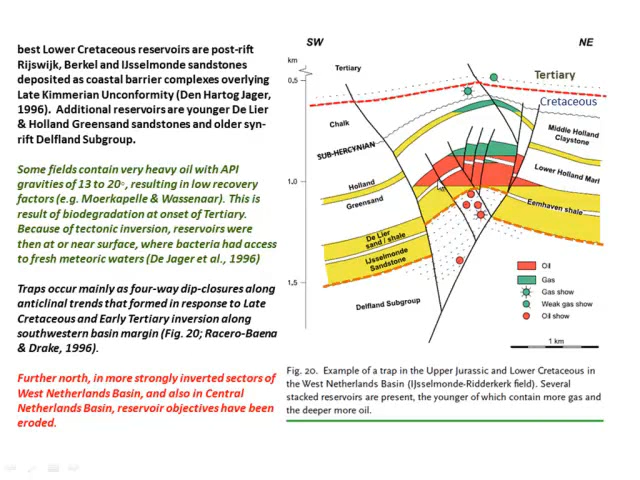 best Lower Cretaceous reservoirs are post-rift
Rijswijk, Berkel and IJsselmonde sandstones
deposited as coastal barrier complexes overlying
Late Kimmerian Unconformity (Den Hartog Jager,
1996). Additional reservoirs are younger De Lier
& Holland Greensand sandstones and older syn-
rift Delfland Subgroup.
Some fields contain very heavy oil with API
gravities of 13 to 20°, resulting in low recovery
factors (e.g. Moerkapelle & Wassenaar). This is
result of biodegradation at onset of Tertiary.
Because of tectonic inversion, reservoirs were
then at or near surface, where bacteria had access
to fresh meteoric waters (De Jager et al., 1996)
Traps occur mainly as four-way dip-closures along
anticlinal trends that formed in response to Late
Cretaceous and Early Tertiary inversion along
southwestern basin margin (Fig. 20; Racero-Baena
& Drake, 1996).
Further north, in more strongly inverted sectors of
West Netherlands Basin, and also in Central
Netherlands Basin, reservoir objectives have been
eroded.
SW
NE
km
Tertiary
Tertiary
0,5
Cretaceous
Chalk
SUB-HERCYNIAN
Middle Holland
Claystone
Lower Holland Marl
1,0
Holland
Greensand
Eemhaven shale
De Lier
sand / shale
IJsselmonde
Sandstone
1,5
Delfland Subgroup
Oil
Gas
Gas show
Weak gas show
Oil show
1 km
Fig. 20. Example of a trap in the Upper Jurassic and Lower Cretaceous in
the West Netherlands Basin (IJsselmonde-Ridderkerk field). Several
stacked reservoirs are present, the younger of which contain more gas and
the deeper more oil.